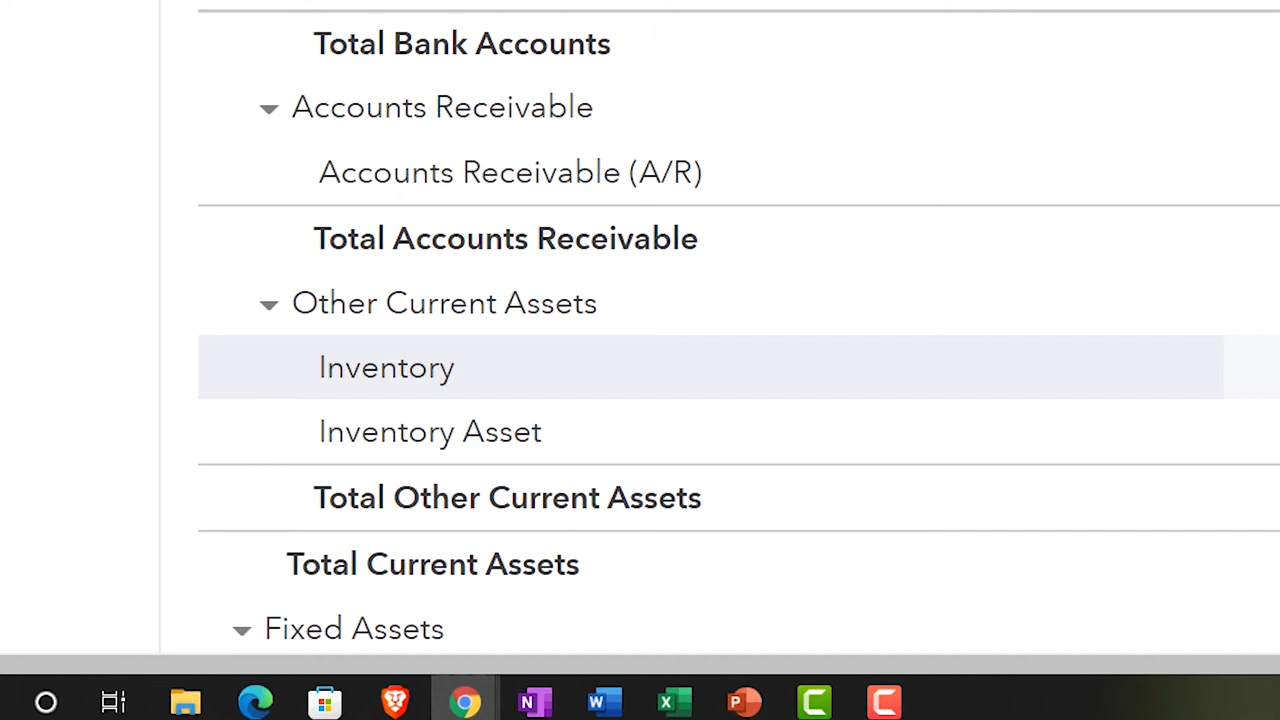 Total Bank Accounts
Accounts Receivable
Accounts Receivable (A/R)
Total Accounts Receivable
Other Current Assets
Inventory
Inventory Asset
Total Other Current Assets
Total Current Assets
Fixed Assets